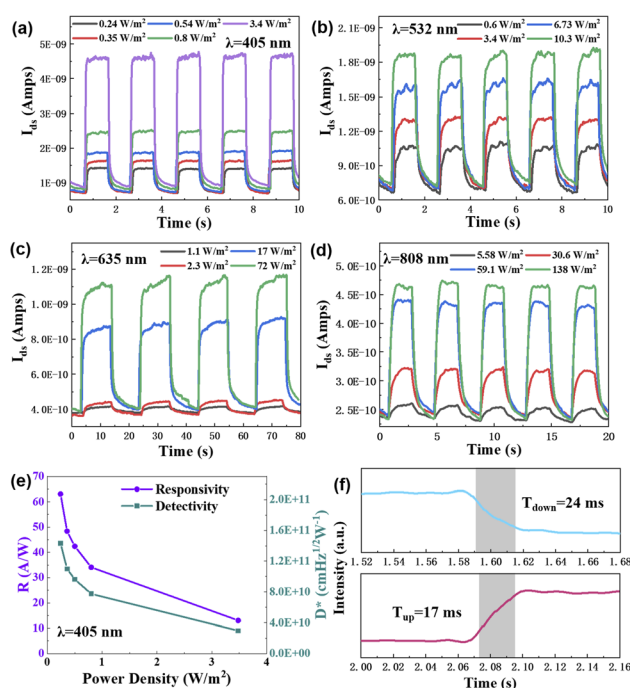 (a)
0.24 W/m² 0.54 W/m² 3.4 W/m²
0.35 W/m² 0.8 W/m² λ=405 nm
5E-09
4E-09
3E-09
2E-09
1E-09
I_ds (Amps)
0 2 4 6 8 10
Time (s)
(b)
0.6 W/m² 6.73 W/m²
λ=532 nm 3.4 W/m² 10.3 W/m²
2.1E-09
1.8E-09
1.5E-09
1.2E-09
9.0E-10
6.0E-10
I_ds (Amps)
0 2 4 6 8 10
Time (s)
(c)
1.1 W/m² 17 W/m²
λ=635 nm 2.3 W/m² 72 W/m²
1.2E-09
1.0E-09
8.0E-10
6.0E-10
4.0E-10
I_ds (Amps)
0 10 20 30 40 50 60 70 80
Time (s)
(d)
5.58 W/m² 30.6 W/m²
λ=808 nm 59.1 W/m² 138 W/m²
5.0E-10
4.5E-10
4.0E-10
3.5E-10
3.0E-10
2.5E-10
I_ds (Amps)
0 5 10 15 20
Time (s)
(e)
Responsivity
Detectivity
70
60
50
40
30
20
10
0
R (A/W)
2.0E+11
1.7E+11
1.4E+11
1.1E+11
8.0E+10
5.0E+10
2.0E+10
D* (cmHz^1/2W^-1)
λ=405 nm
0 1 2 3 4
Power Density (W/m²)
(f)
T_down=24 ms
1.52 1.54 1.56 1.58 1.60 1.62 1.64 1.66 1.68
Intensity (a.u.)
T_up=17 ms
2.00 2.02 2.04 2.06 2.08 2.10 2.12 2.14 2.16
Time (s)